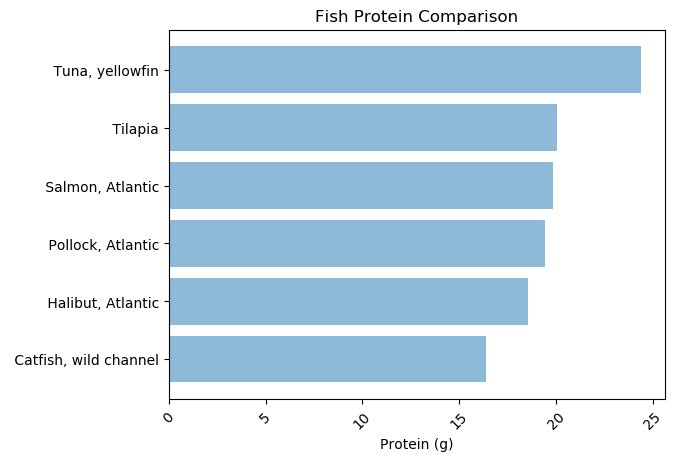 Fish Protein Comparison
Tuna, yellowfin
Tilapia
Salmon, Atlantic
Pollock, Atlantic
Halibut, Atlantic
Catfish, wild channel
0 5 10 15 20 25
Protein (g)